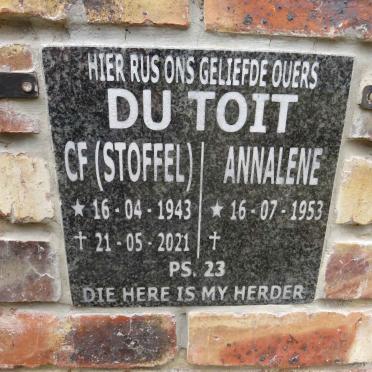 HIER RUS ONS GELIEFDE OUERS
DU TOIT
CF (STOFFEL) ANNALENE
★ 16 - 04 - 1943 ★ 16 - 07 - 1953
† 21 - 05 - 2021 †
PS. 23
DIE HERE IS MY HERDER